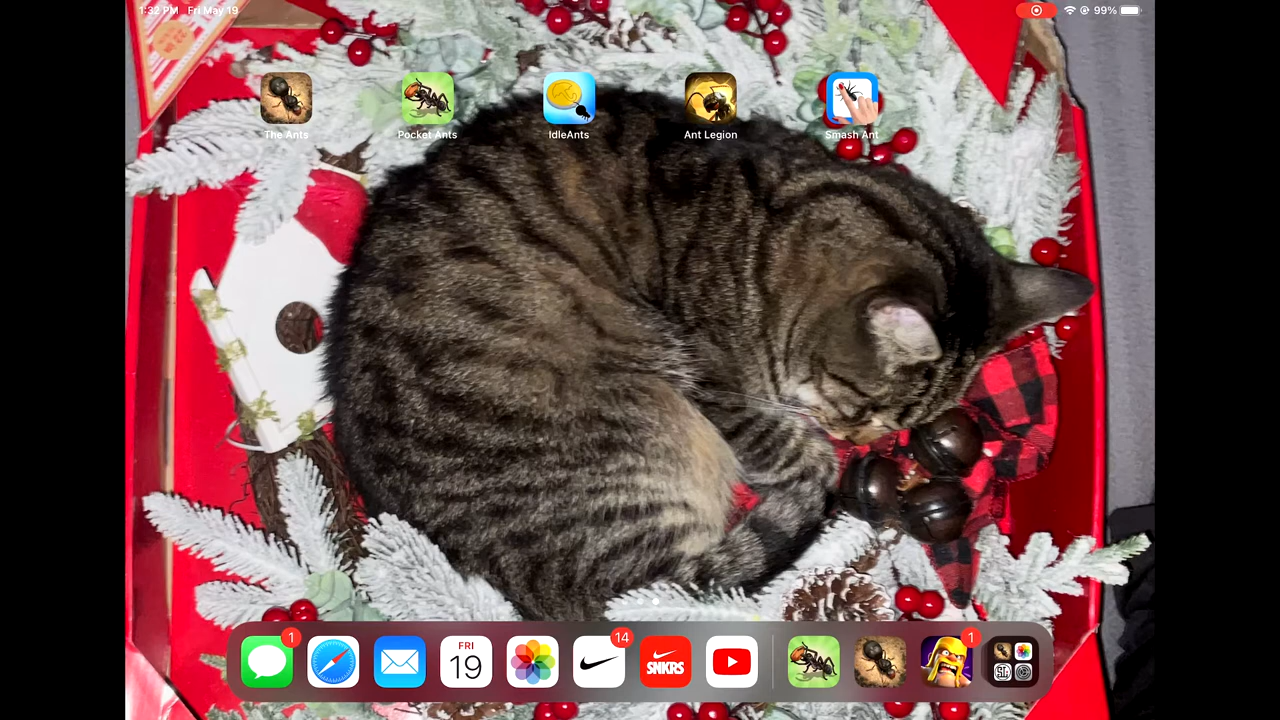 1:32 PM Fri May 19
99%
The Ants
Pocket Ants
IdleAnts
Ant Legion
Smash Ant
1
FRI
19
14
SNKRS
1